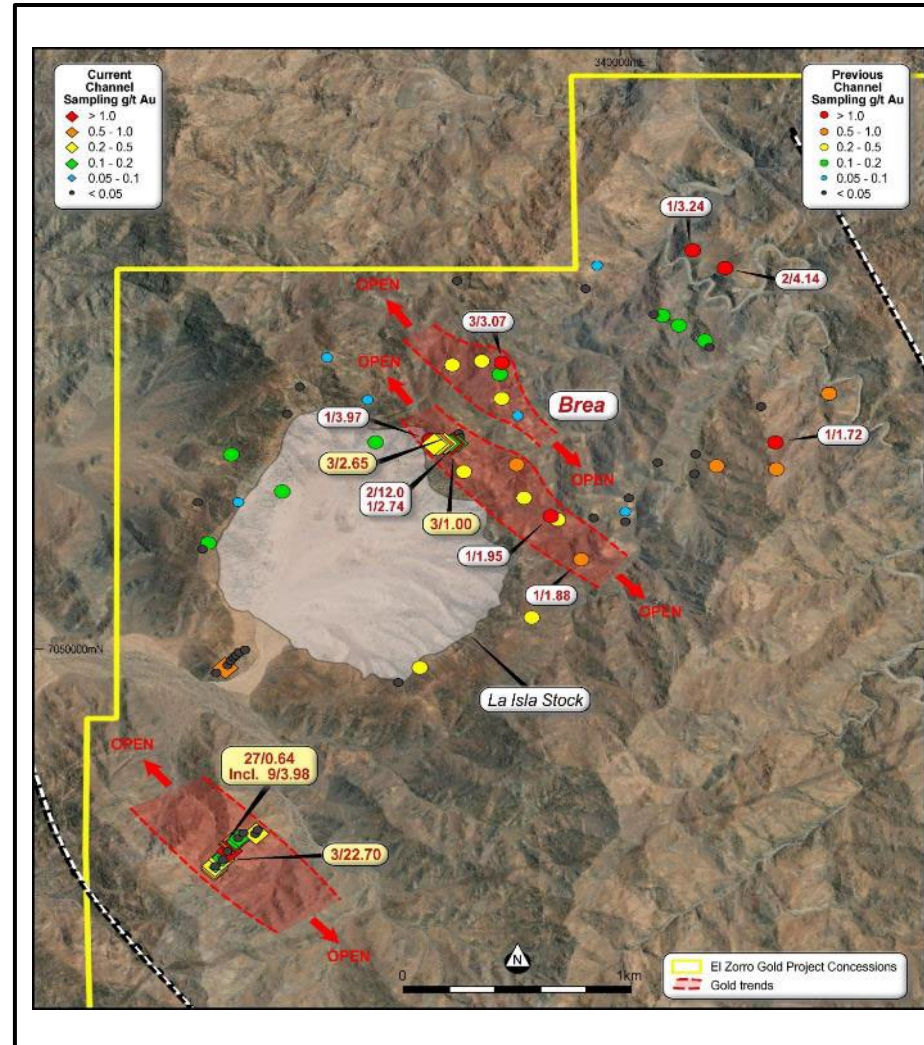 Current
Channel
Sampling g/t Au
> 1.0
0.5 - 1.0
0.2 - 0.5
0.1 - 0.2
0.05 - 0.1
< 0.05
340000mE
Previous
Channel
Sampling g/t Au
> 1.0
0.5 - 1.0
0.2 - 0.5
0.1 - 0.2
0.05 - 0.1
< 0.05
1/3.24
2/4.14
OPEN
3/3.07
OPEN
Brea
1/3.97
1/1.72
3/2.65
OPEN
2/12.0
1/2.74
3/1.00
1/1.95
1/1.88
OPEN
7050000mN
La Isla Stock
OPEN
27/0.64
Incl. 9/3.98
3/22.70
OPEN
N
0
1km
El Zorro Gold Project Concessions
Gold trends